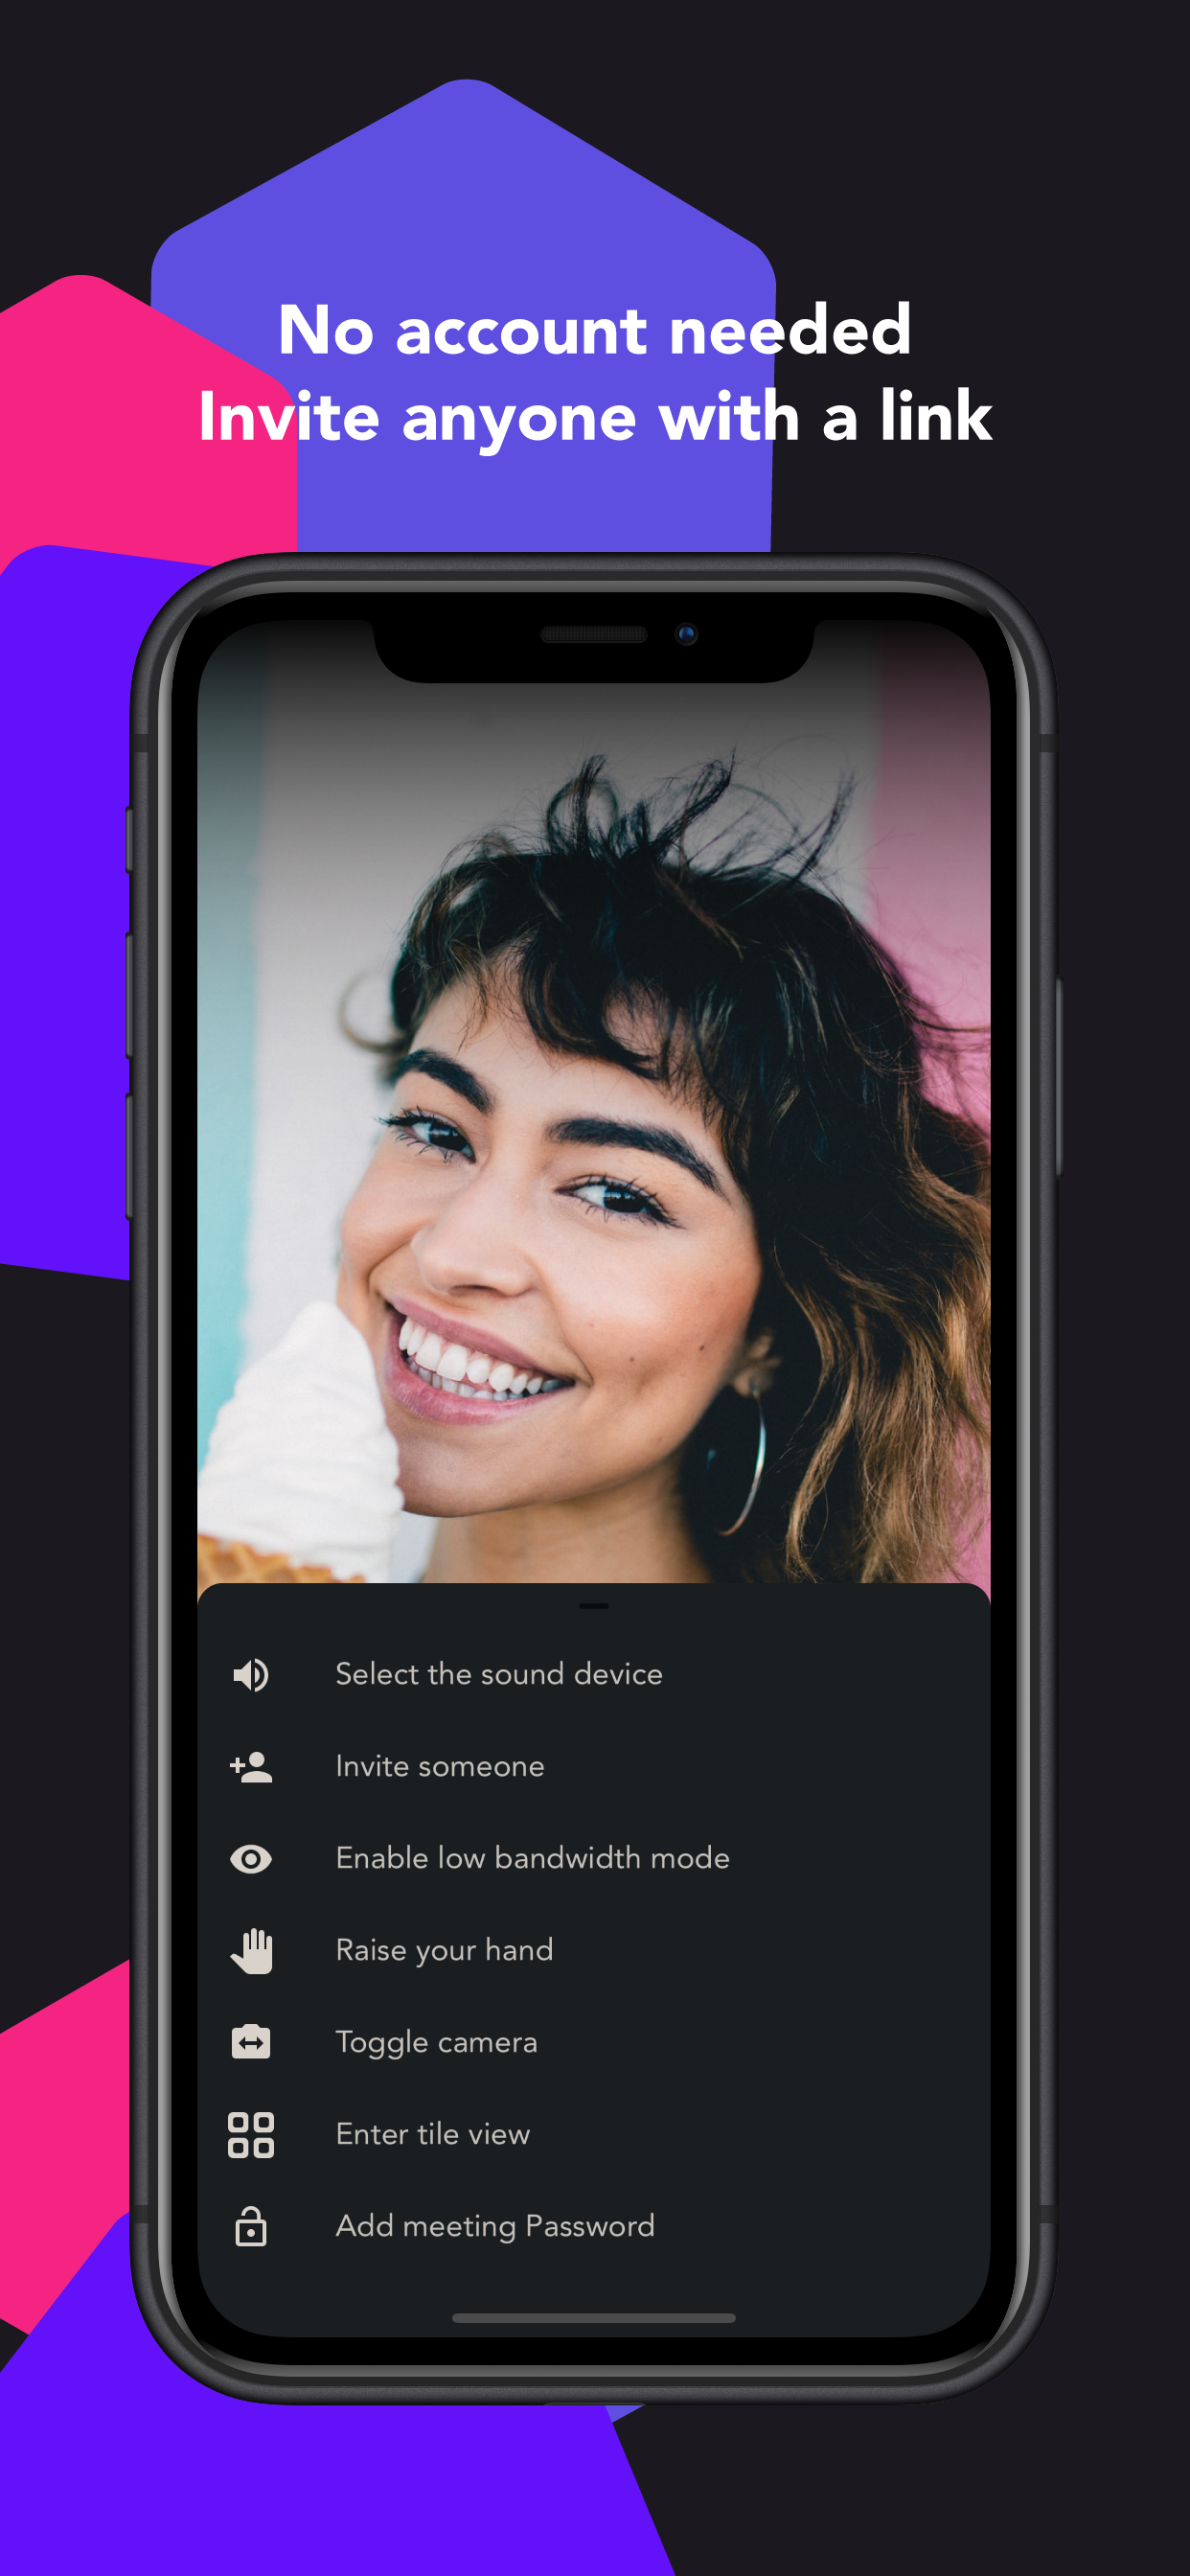 No account needed
Invite anyone with a link
Select the sound device
Invite someone
Enable low bandwidth mode
Raise your hand
Toggle camera
Enter tile view
Add meeting Password